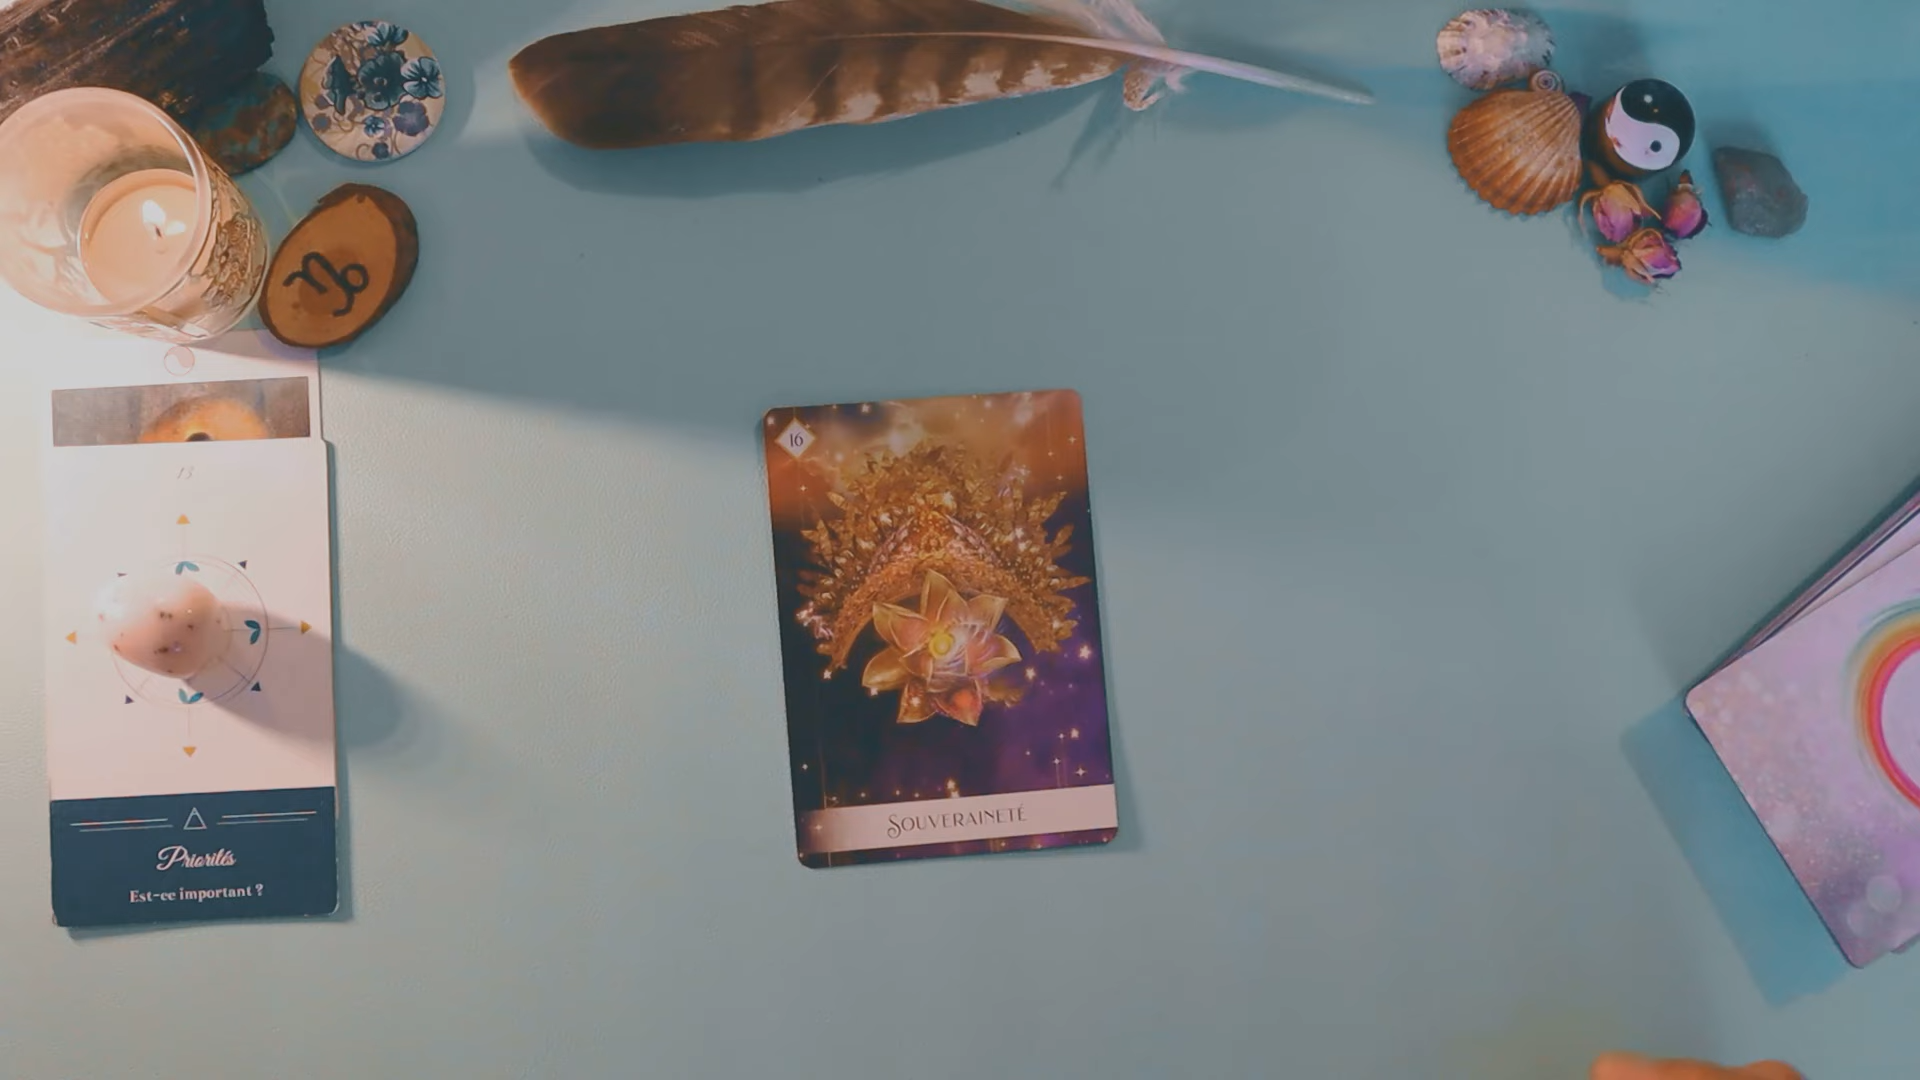 13
Priorités
Est-ce important ?
16
SOUVERAINETÉ